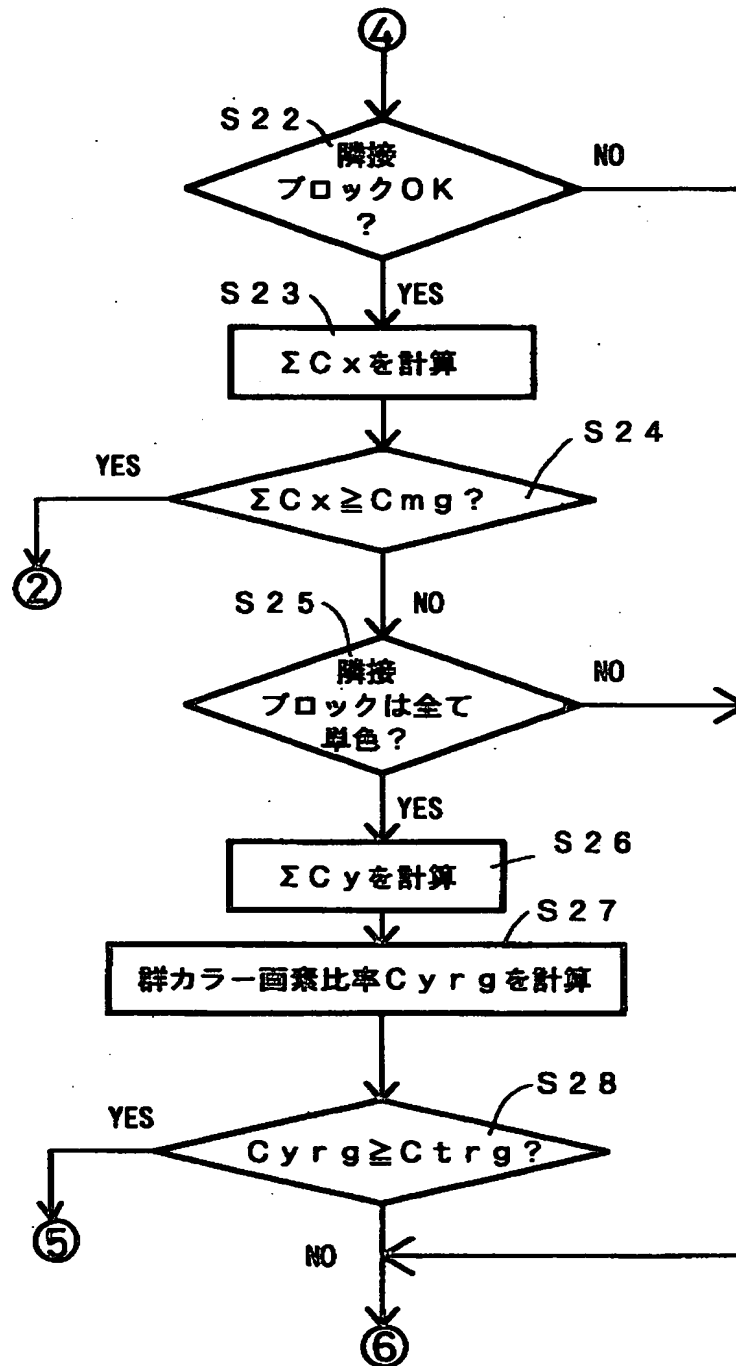 ④
S22
隣接
ブロックOK
?
NO
YES
S23
ΣCxを計算
S24
YES
ΣCx≧Cmg?
②
NO
S25
隣接
ブロックは全て
単色?
NO
YES
S26
ΣCyを計算
S27
群カラー画素比率Cyrgを計算
S28
YES
Cyrg≧Ctrg?
⑤
NO
⑥